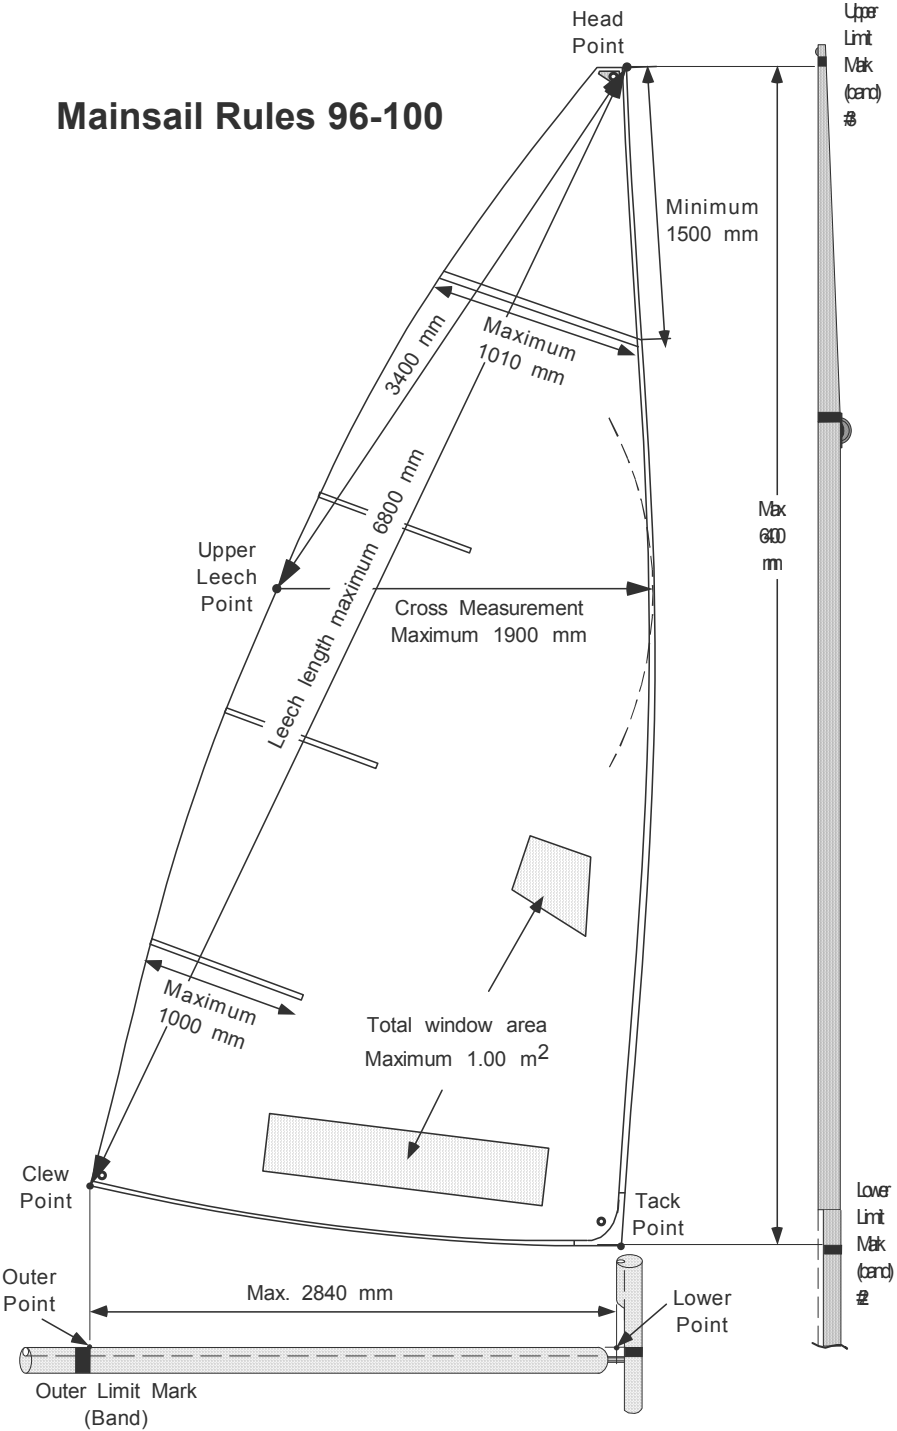 Head
Point
Upper
Limit
Mark
(band)
#3
Mainsail Rules 96-100
Minimum
1500 mm
Maximum
1010 mm
3400 mm
Leech length maximum 6800 mm
Max
6400
mm
Upper
Leech
Point
Cross Measurement
Maximum 1900 mm
Maximum
1000 mm
Total window area
Maximum 1.00 m2
Clew
Point
Tack
Point
Lower
Limit
Mark
(band)
#2
Outer
Point
Max. 2840 mm
Lower
Point
Outer Limit Mark
(Band)